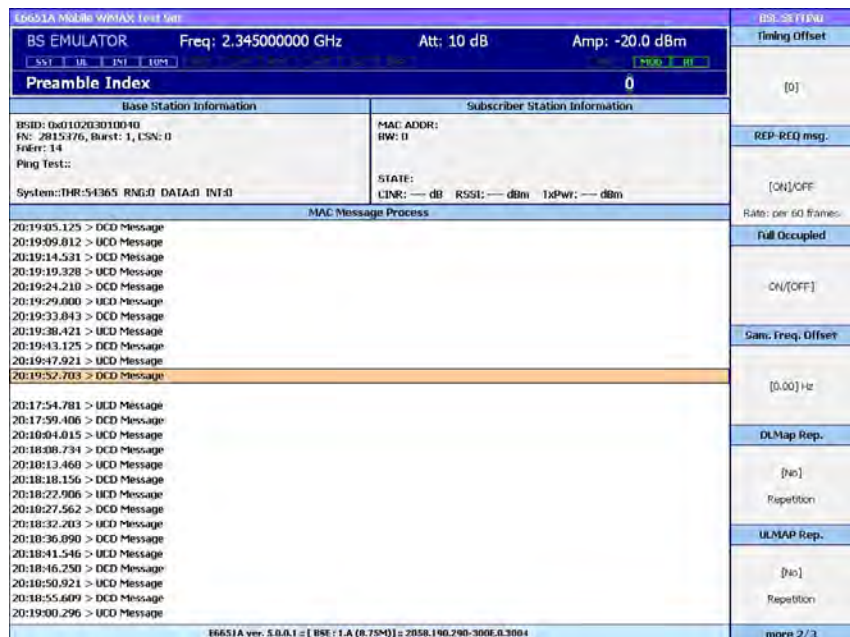 E6651A Mobile WiMAX Test Set
BS EMULATOR Freq: 2.345000000 GHz Att: 10 dB Amp: -20.0 dBm
SST UL INT 10M MOD RF
Preamble Index 0
Base Station Information
BSID: 0x010203010040
FN: 2815376, Burst: 1, CSN: 0
FnErr: 14
Ping Test::
System::THR:54365 RNG:0 DATA:0 INT:0
Subscriber Station Information
MAC ADDR:
BW: 0
STATE:
CINR: --- dB RSSI: --- dBm TxPwr: --- dBm
MAC Message Process
20:19:05.125 > DCD Message
20:19:09.812 > UCD Message
20:19:14.531 > DCD Message
20:19:19.328 > UCD Message
20:19:24.218 > DCD Message
20:19:29.000 > UCD Message
20:19:33.843 > DCD Message
20:19:38.421 > UCD Message
20:19:43.125 > DCD Message
20:19:47.921 > UCD Message
20:19:52.703 > DCD Message
20:17:54.781 > UCD Message
20:17:59.406 > DCD Message
20:18:04.015 > UCD Message
20:18:08.734 > DCD Message
20:18:13.468 > UCD Message
20:18:18.156 > DCD Message
20:18:22.906 > UCD Message
20:18:27.562 > DCD Message
20:18:32.203 > UCD Message
20:18:36.890 > DCD Message
20:18:41.546 > UCD Message
20:18:46.250 > DCD Message
20:18:50.921 > UCD Message
20:18:55.609 > DCD Message
20:19:00.296 > UCD Message
E6651A ver. 5.0.0.1 :: [ BSE : 1.A (8.75M)] :: 2058.190.290-300E.0.3004
BSE SETTING
Timing Offset
[0]
REP-REQ msg.
[ON]/OFF
Rate: per 60 frames
Full Occupied
ON/[OFF]
Sam. Freq. Offset
[0.00] Hz
DLMap Rep.
[No]
Repetition
ULMAP Rep.
[No]
Repetition
more 2/3